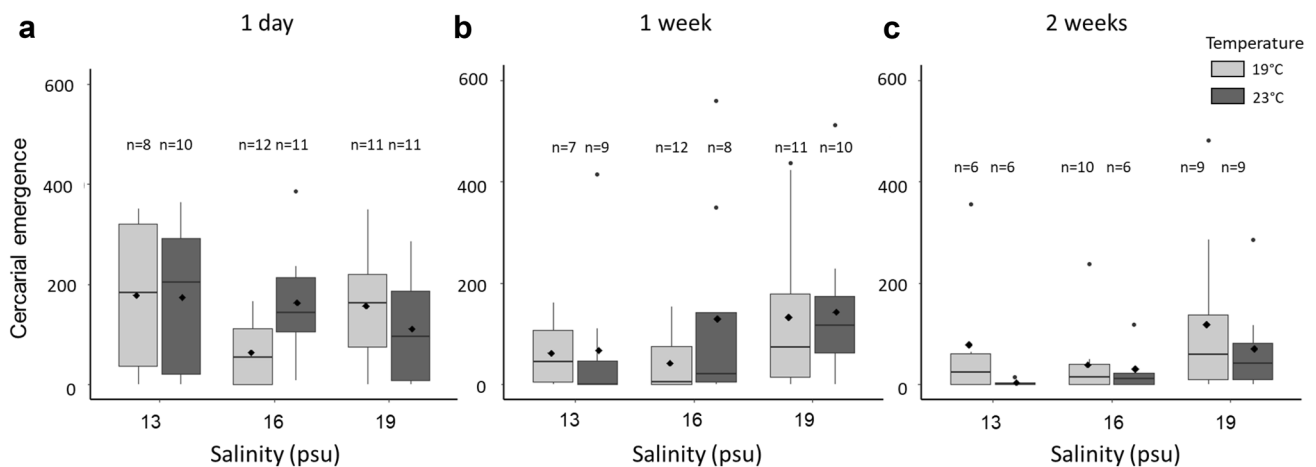 a
1 day
b
1 week
c
2 weeks
Temperature
19°C
23°C
Cercarial emergence
600
400
200
0
n=8 n=10
n=12 n=11
n=11 n=11
13
16
19
Salinity (psu)
600
400
200
0
n=7 n=9
n=12 n=8
n=11 n=10
13
16
19
Salinity (psu)
600
400
200
0
n=6 n=6
n=10 n=6
n=9 n=9
13
16
19
Salinity (psu)